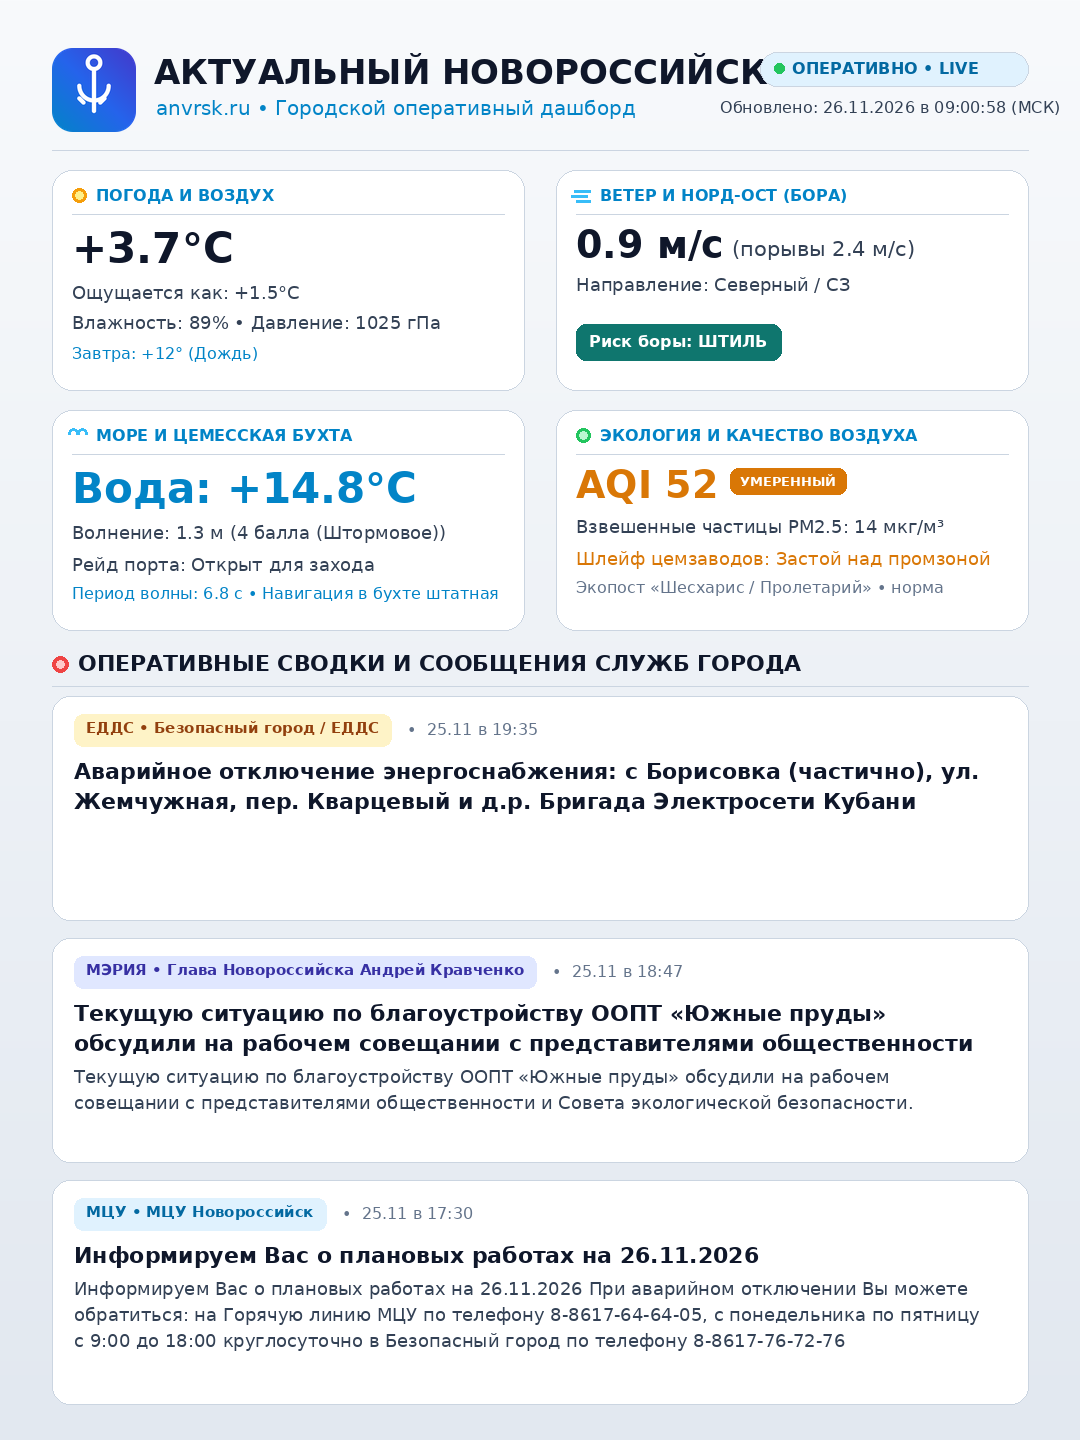 АКТУАЛЬНЫЙ НОВОРОССИЙСК
ОПЕРАТИВНО • LIVE
anvrsk.ru • Городской оперативный дашборд
Обновлено: 26.11.2026 в 09:00:58 (МСК)
ПОГОДА И ВОЗДУХ
+3.7°C
Ощущается как: +1.5°C
Влажность: 89% • Давление: 1025 гПа
Завтра: +12° (Дождь)
ВЕТЕР И НОРД-ОСТ (БОРА)
0.9 м/с (порывы 2.4 м/с)
Направление: Северный / СЗ
Риск боры: ШТИЛЬ
МОРЕ И ЦЕМЕССКАЯ БУХТА
Вода: +14.8°C
Волнение: 1.3 м (4 балла (Штормовое))
Рейд порта: Открыт для захода
Период волны: 6.8 с • Навигация в бухте штатная
ЭКОЛОГИЯ И КАЧЕСТВО ВОЗДУХА
AQI 52 УМЕРЕННЫЙ
Взвешенные частицы PM2.5: 14 мкг/м³
Шлейф цемзаводов: Застой над промзоной
Экопост «Шесхарис / Пролетарий» • норма
ОПЕРАТИВНЫЕ СВОДКИ И СООБЩЕНИЯ СЛУЖБ ГОРОДА
ЕДДС • Безопасный город / ЕДДС • 25.11 в 19:35
Аварийное отключение энергоснабжения: с Борисовка (частично), ул.
Жемчужная, пер. Кварцевый и д.р. Бригада Электросети Кубани
МЭРИЯ • Глава Новороссийска Андрей Кравченко • 25.11 в 18:47
Текущую ситуацию по благоустройству ООПТ «Южные пруды»
обсудили на рабочем совещании с представителями общественности
Текущую ситуацию по благоустройству ООПТ «Южные пруды» обсудили на рабочем
совещании с представителями общественности и Совета экологической безопасности.
МЦУ • МЦУ Новороссийск • 25.11 в 17:30
Информируем Вас о плановых работах на 26.11.2026
Информируем Вас о плановых работах на 26.11.2026 При аварийном отключении Вы можете
обратиться: на Горячую линию МЦУ по телефону 8-8617-64-64-05, с понедельника по пятницу
с 9:00 до 18:00 круглосуточно в Безопасный город по телефону 8-8617-76-72-76